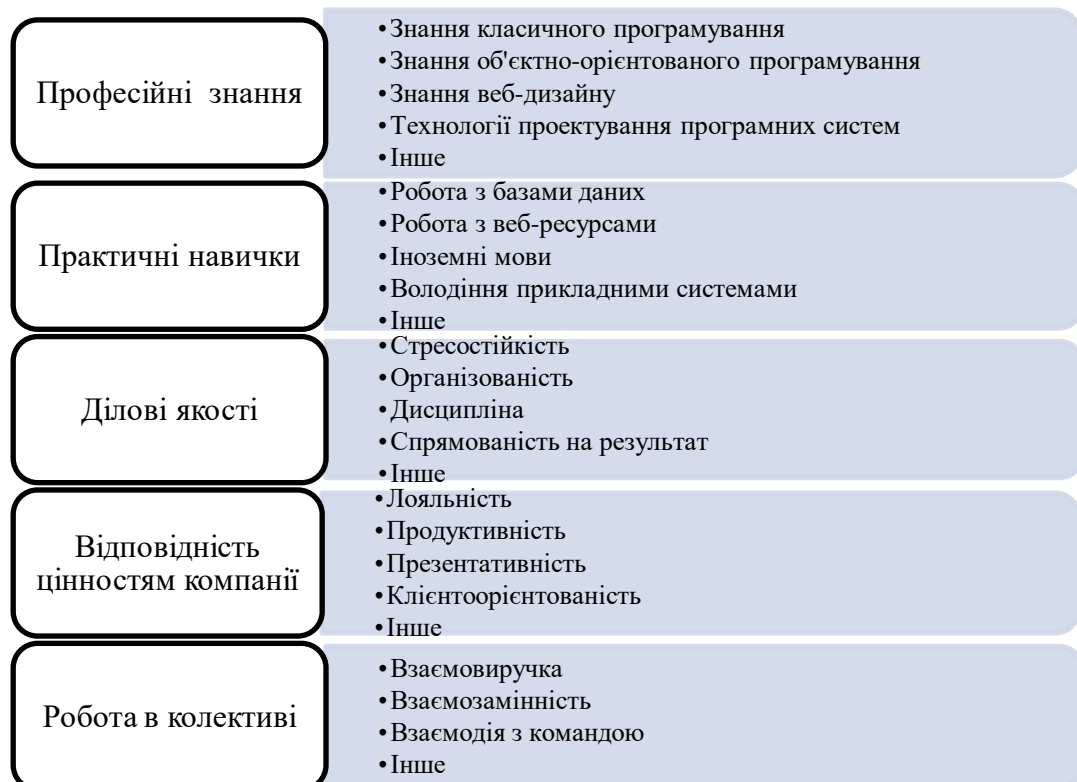 Професійні знання
• Знання класичного програмування
• Знання об'єктно-орієнтованого програмування
• Знання веб-дизайну
• Технології проектування програмних систем
• Інше
Практичні навички
• Робота з базами даних
• Робота з веб-ресурсами
• Іноземні мови
• Володіння прикладними системами
• Інше
Ділові якості
• Стресостійкість
• Організованість
• Дисципліна
• Спрямованість на результат
• Інше
Відповідність
цінностям компанії
• Лояльність
• Продуктивність
• Презентативність
• Клієнтоорієнтованість
• Інше
Робота в колективі
• Взаємовиручка
• Взаємозамінність
• Взаємодія з командою
• Інше